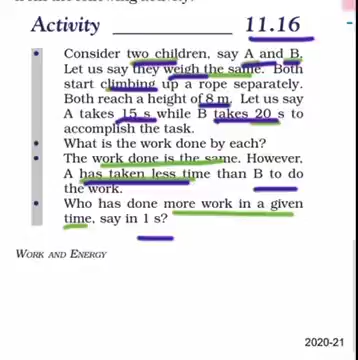 Activity ______________ 11.16
• Consider two children, say A and B.
Let us say they weigh the same. Both
start climbing up a rope separately.
Both reach a height of 8 m. Let us say
A takes 15 s while B takes 20 s to
accomplish the task.
• What is the work done by each?
• The work done is the same. However,
A has taken less time than B to do
the work.
• Who has done more work in a given
time, say in 1 s?
WORK AND ENERGY
2020-21